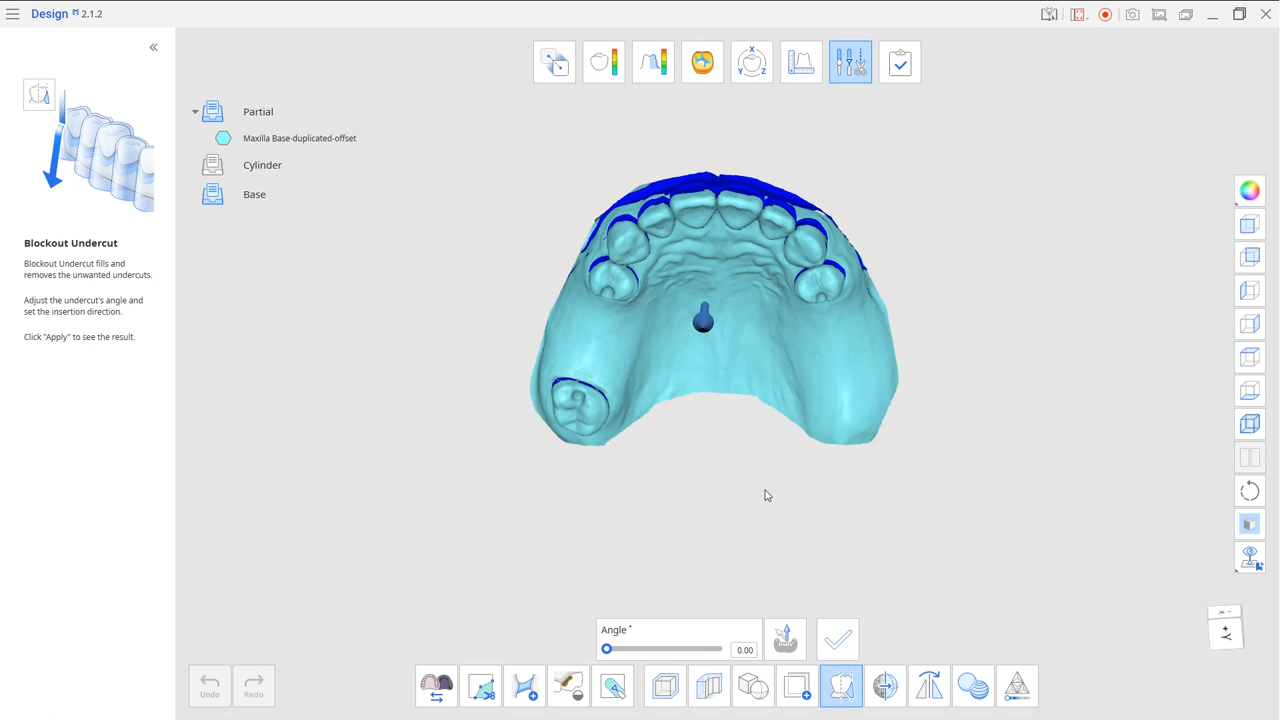 Design 2.1.2
Partial
Maxilla Base-duplicated-offset
Cylinder
Base
Blockout Undercut
Blockout Undercut fills and
removes the unwanted undercuts.
Adjust the undercut's angle and
set the insertion direction.
Click "Apply" to see the result.
X
Y Z
Angle °
0.00
Undo
Redo